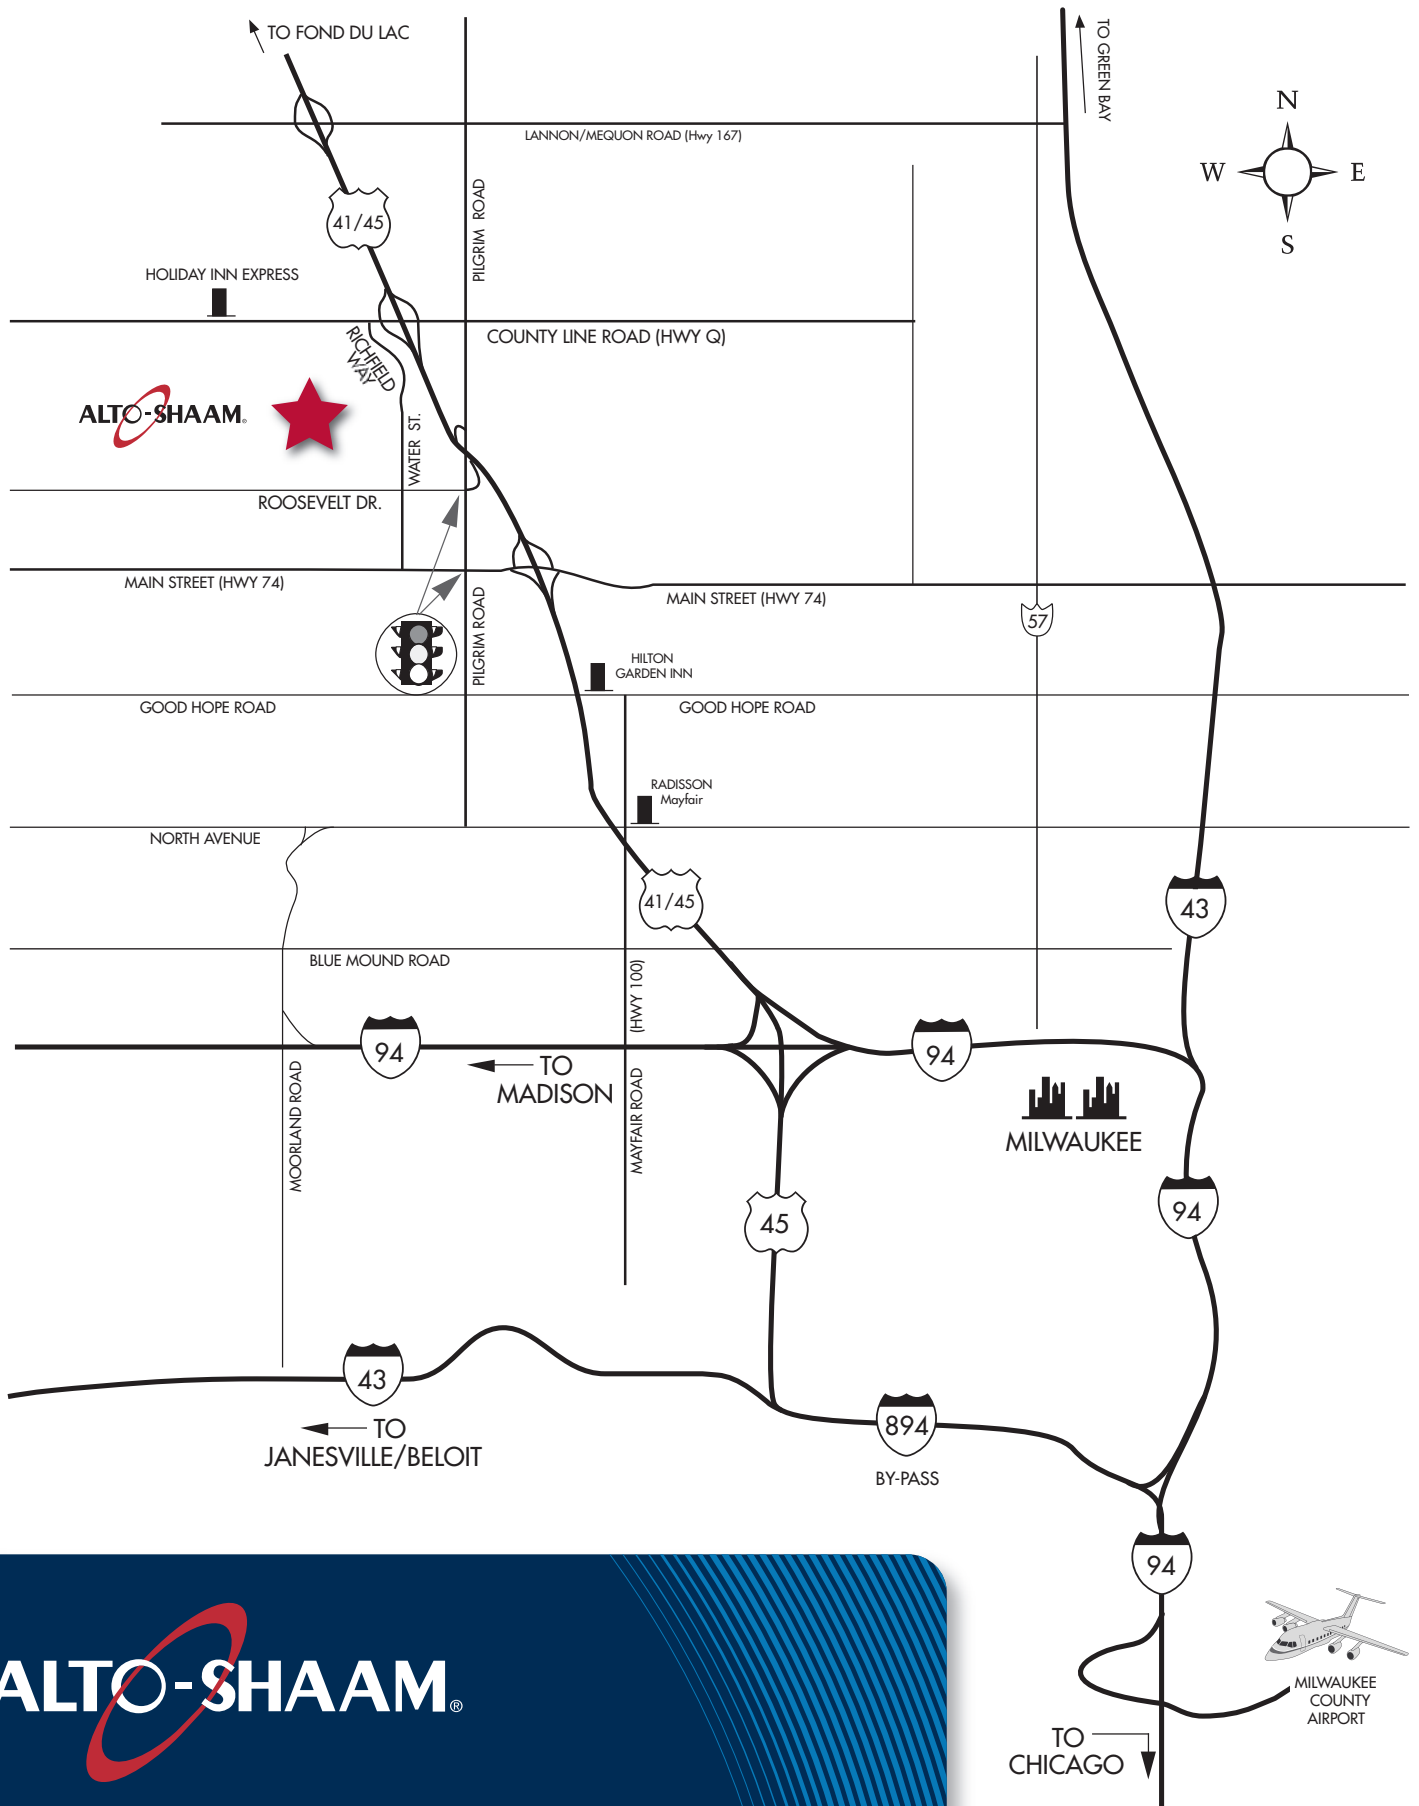 TO FOND DU LAC
TO GREEN BAY
LANNON/MEQUON ROAD (Hwy 167)
N
W
E
S
41/45
PILGRIM ROAD
HOLIDAY INN EXPRESS
COUNTY LINE ROAD (HWY Q)
RICHFIELD
WAY
ALTO-SHAAM®
WATER ST.
ROOSEVELT DR.
MAIN STREET (HWY 74)
MAIN STREET (HWY 74)
57
PILGRIM ROAD
HILTON
GARDEN INN
GOOD HOPE ROAD
GOOD HOPE ROAD
RADISSON
Mayfair
NORTH AVENUE
41/45
43
BLUE MOUND ROAD
(HWY 100)
94
TO
MADISON
94
MOORLAND ROAD
MAYFAIR ROAD
MILWAUKEE
45
94
43
TO
JANESVILLE/BELOIT
894
BY-PASS
94
MILWAUKEE
COUNTY
AIRPORT
TO
CHICAGO
ALTO-SHAAM®